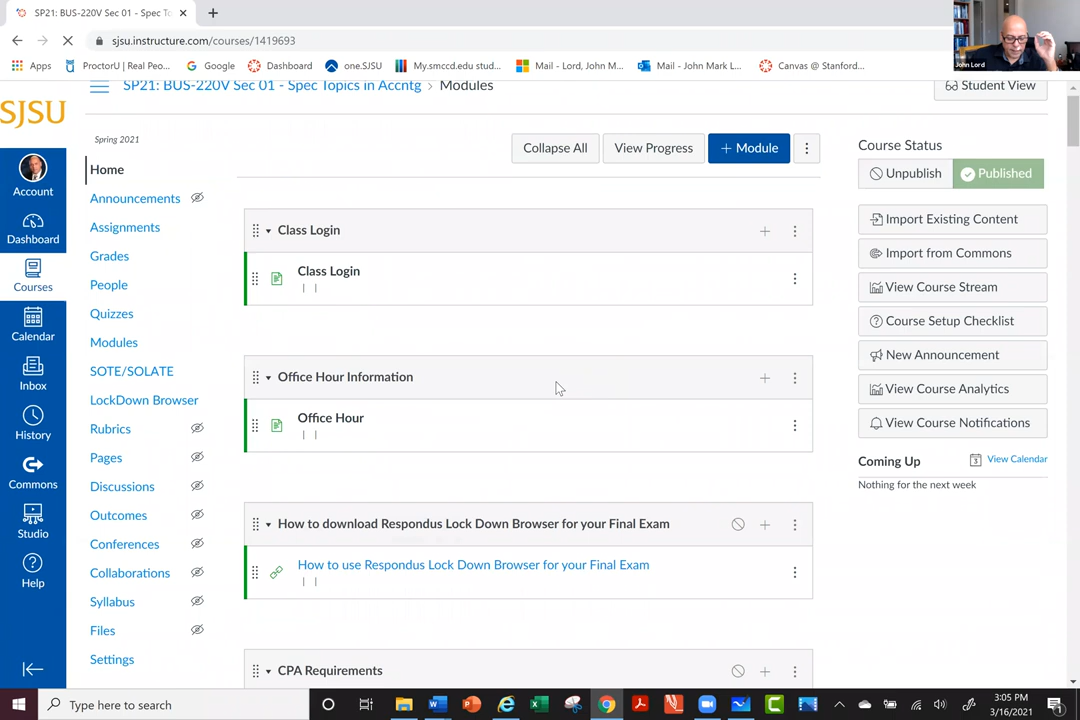 SP21: BUS-220V Sec 01 - Spec To
sjsu.instructure.com/courses/1419693
Apps
ProctorU | Real Peo...
Google
Dashboard
one.SJSU
My.smccd.edu stud...
Mail - Lord, John M...
Mail - John Mark L...
Canvas @ Stanford...
John Lord
SP21: BUS-220V Sec 01 - Spec Topics in Accntg > Modules
Student View
SJSU
Account
Dashboard
Courses
Calendar
Inbox
History
Commons
Studio
Help
Spring 2021
Home
Announcements
Assignments
Grades
People
Quizzes
Modules
SOTE/SOLATE
LockDown Browser
Rubrics
Pages
Discussions
Outcomes
Conferences
Collaborations
Syllabus
Files
Settings
Collapse All
View Progress
+ Module
Class Login
Class Login
| |
Office Hour Information
Office Hour
| |
How to download Respondus Lock Down Browser for your Final Exam
How to use Respondus Lock Down Browser for your Final Exam
| |
CPA Requirements
Course Status
Unpublish
Published
Import Existing Content
Import from Commons
View Course Stream
Course Setup Checklist
New Announcement
View Course Analytics
View Course Notifications
Coming Up
3
View Calendar
Nothing for the next week
Type here to search
3:05 PM
3/16/2021
1